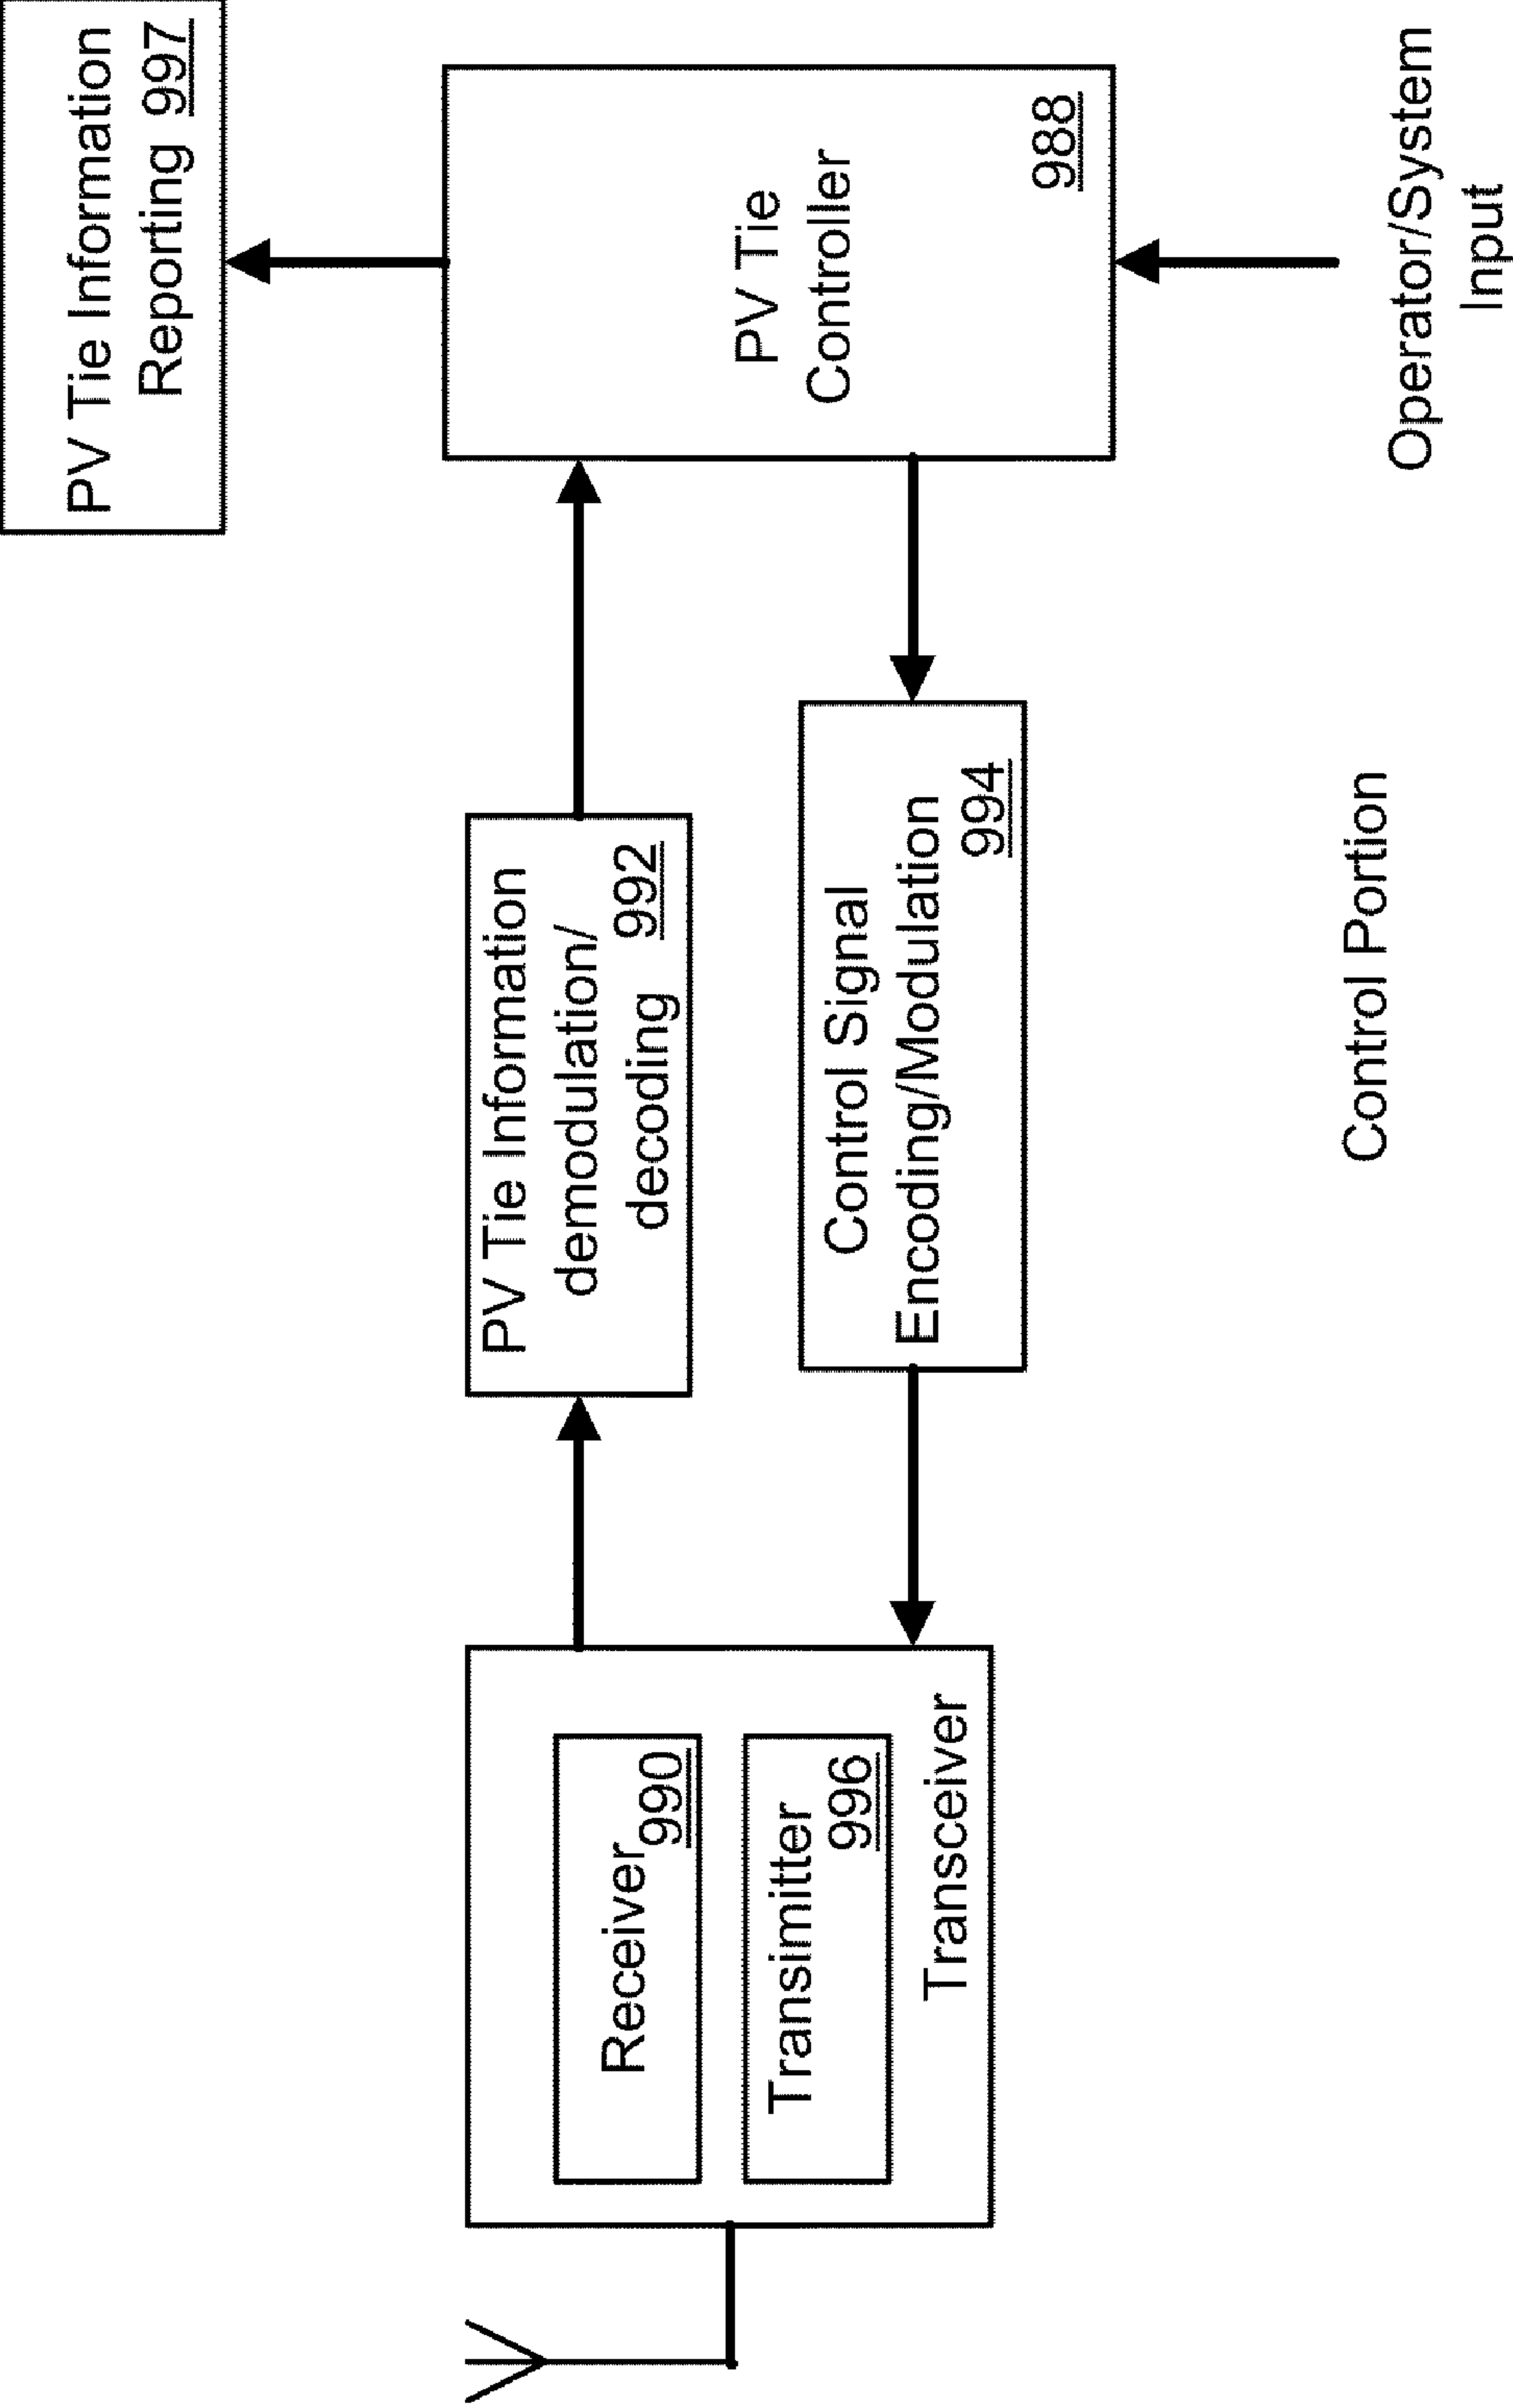 PV Tie Information
Reporting 997
Receiver
990
Transimitter
996
Transceiver
PV Tie Information
demodulation/
decoding 992
Control Signal
Encoding/Modulation
994
PV Tie
Controller
988
Control Portion
Operator/System
Input